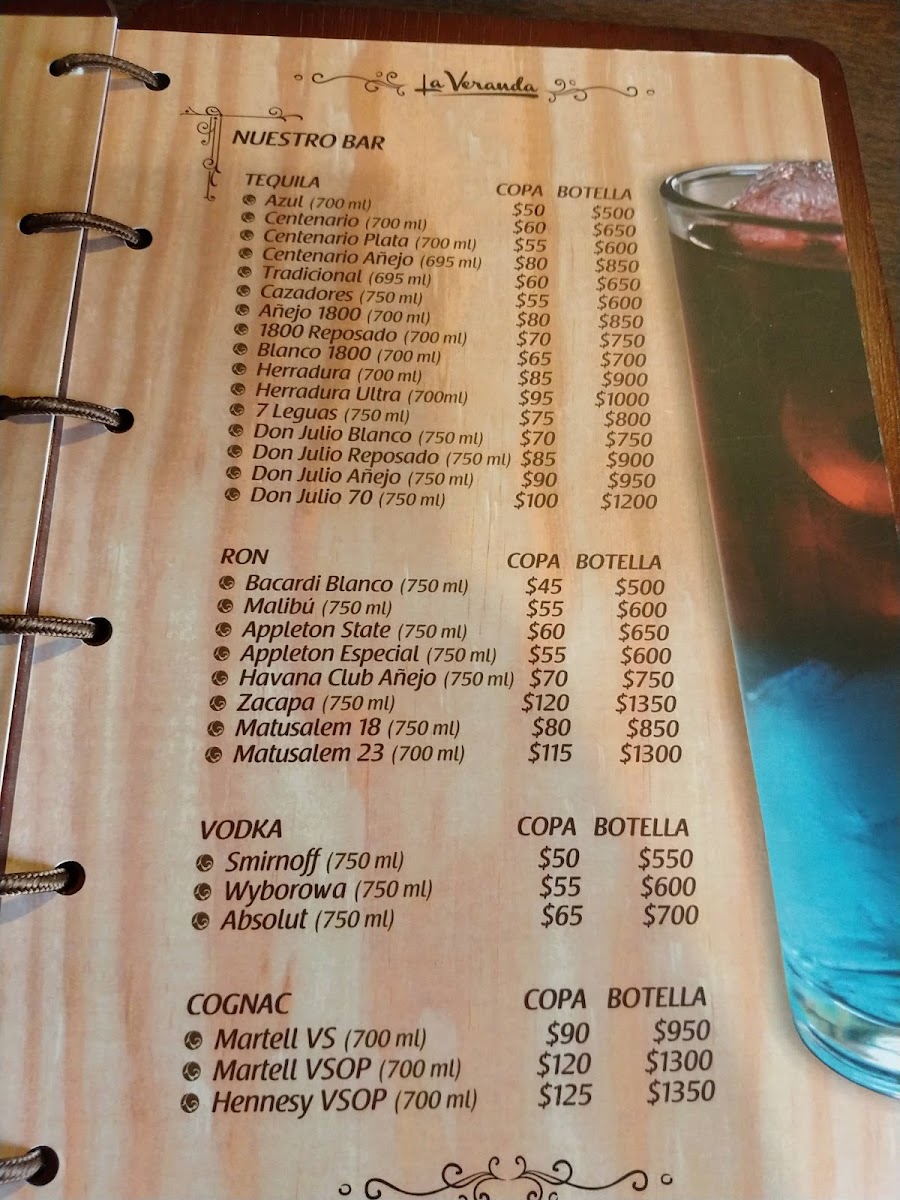 La Veranda
NUESTRO BAR
TEQUILA COPA BOTELLA
Azul (700 ml) $50 $500
Centenario (700 ml) $60 $650
Centenario Plata (700 ml) $55 $600
Centenario Añejo (695 ml) $80 $850
Tradicional (695 ml) $60 $650
Cazadores (750 ml) $55 $600
Añejo 1800 (700 ml) $80 $850
1800 Reposado (700 ml) $70 $750
Blanco 1800 (700 ml) $65 $700
Herradura (700 ml) $85 $900
Herradura Ultra (700ml) $95 $1000
7 Leguas (750 ml) $75 $800
Don Julio Blanco (750 ml) $70 $750
Don Julio Reposado (750 ml) $85 $900
Don Julio Añejo (750 ml) $90 $950
Don Julio 70 (750 ml) $100 $1200
RON COPA BOTELLA
Bacardi Blanco (750 ml) $45 $500
Malibú (750 ml) $55 $600
Appleton State (750 ml) $60 $650
Appleton Especial (750 ml) $55 $600
Havana Club Añejo (750 ml) $70 $750
Zacapa (750 ml) $120 $1350
Matusalem 18 (750 ml) $80 $850
Matusalem 23 (700 ml) $115 $1300
VODKA COPA BOTELLA
Smirnoff (750 ml) $50 $550
Wyborowa (750 ml) $55 $600
Absolut (750 ml) $65 $700
COGNAC COPA BOTELLA
Martell VS (700 ml) $90 $950
Martell VSOP (700 ml) $120 $1300
Hennesy VSOP (700 ml) $125 $1350